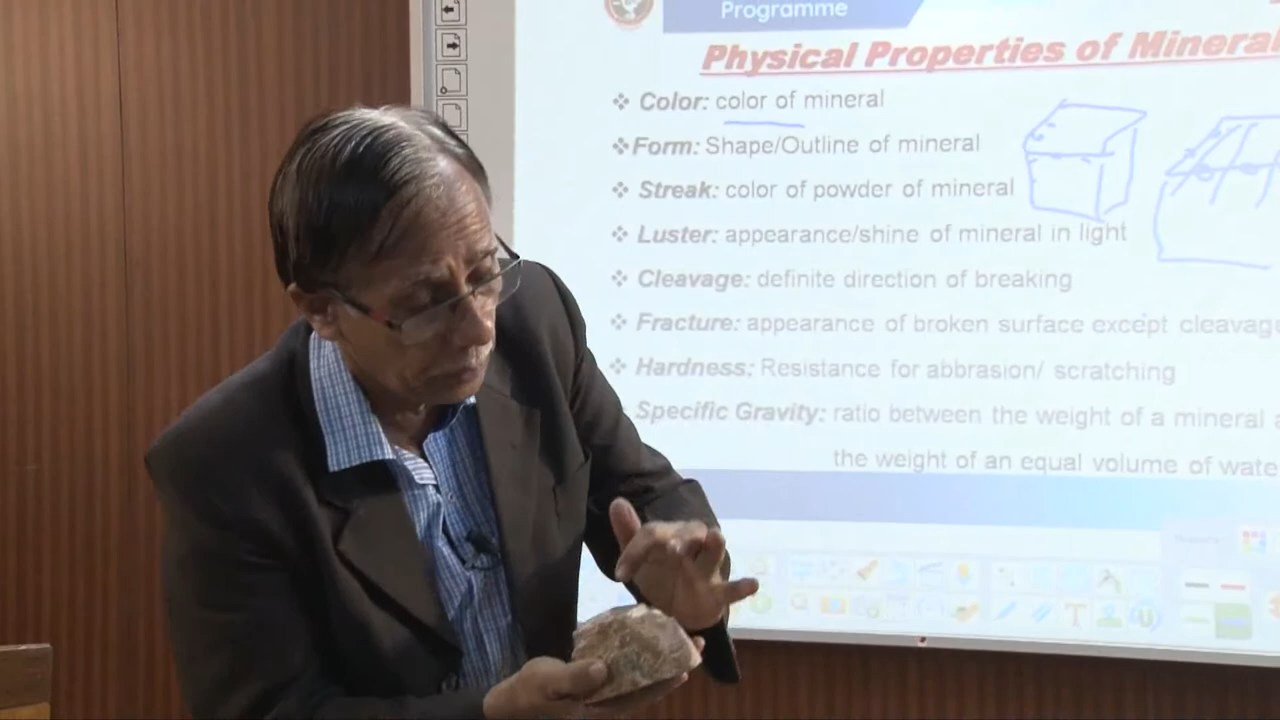 Programme
Physical Properties of Mineral
Color: color of mineral
Form: Shape/Outline of mineral
Streak: color of powder of mineral
Luster: appearance/shine of mineral in light
Cleavage: definite direction of breaking
Fracture: appearance of broken surface except cleavag
Hardness: Resistance for abbrasion/ scratching
Specific Gravity: ratio between the weight of a mineral
the weight of an equal volume of wate